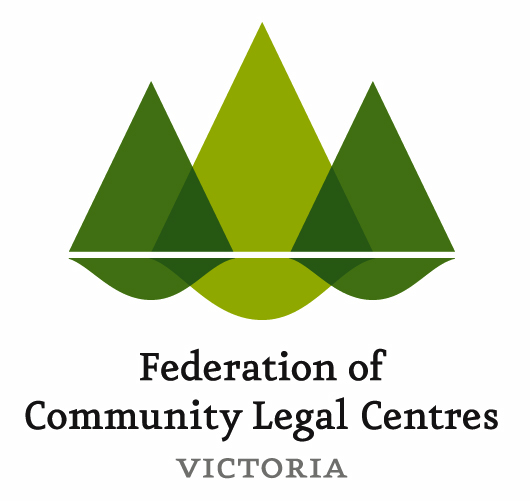 Federation of
Community Legal Centres
VICTORIA